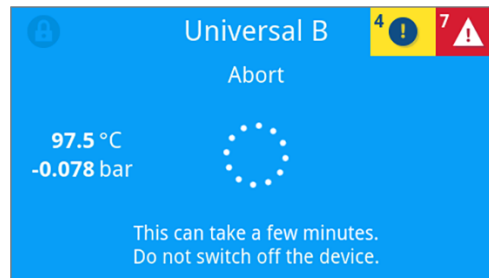 Universal B
4
7
Abort
97.5 °C
-0.078 bar
This can take a few minutes.
Do not switch off the device.